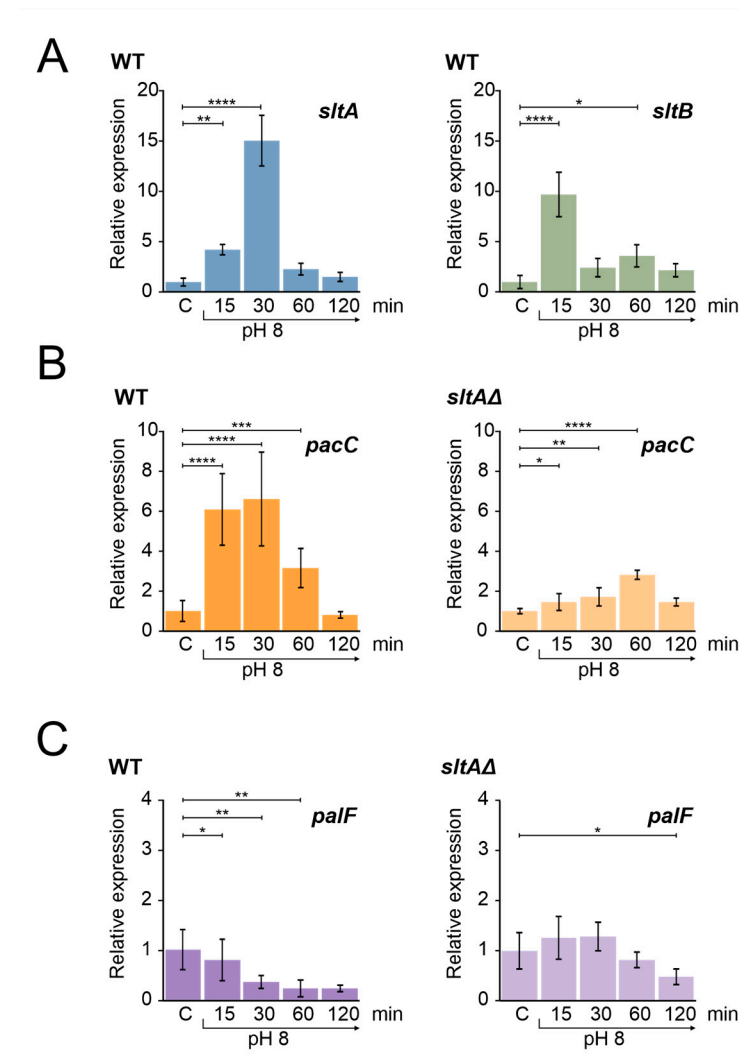 A
WT
WT
20
15
10
5
0
Relative expression
****
**
sltA
C 15 30 60 120 min
pH 8
20
15
10
5
0
Relative expression
*
****
sltB
C 15 30 60 120 min
pH 8
B
WT
sltAΔ
10
8
6
4
2
0
Relative expression
***
****
****
pacC
C 15 30 60 120 min
pH 8
10
8
6
4
2
0
Relative expression
****
**
*
pacC
C 15 30 60 120 min
pH 8
C
WT
sltAΔ
4
3
2
1
0
Relative expression
**
**
*
palF
C 15 30 60 120 min
pH 8
4
3
2
1
0
Relative expression
*
palF
C 15 30 60 120 min
pH 8